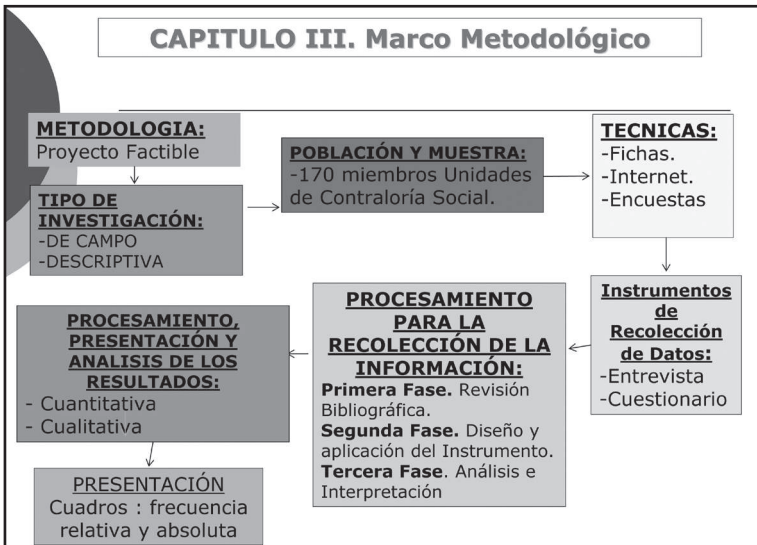 CAPITULO III. Marco Metodológico
METODOLOGIA:
Proyecto Factible
TIPO DE
INVESTIGACIÓN:
-DE CAMPO
-DESCRIPTIVA
POBLACIÓN Y MUESTRA:
-170 miembros Unidades
de Contraloría Social.
TECNICAS:
-Fichas.
-Internet.
-Encuestas
Instrumentos
de
Recolección
de Datos:
-Entrevista
-Cuestionario
PROCESAMIENTO
PARA LA
RECOLECCIÓN DE LA
INFORMACIÓN:
Primera Fase. Revisión
Bibliográfica.
Segunda Fase. Diseño y
aplicación del Instrumento.
Tercera Fase. Análisis e
Interpretación
PROCESAMIENTO,
PRESENTACIÓN Y
ANALISIS DE LOS
RESULTADOS:
- Cuantitativa
- Cualitativa
PRESENTACIÓN
Cuadros : frecuencia
relativa y absoluta